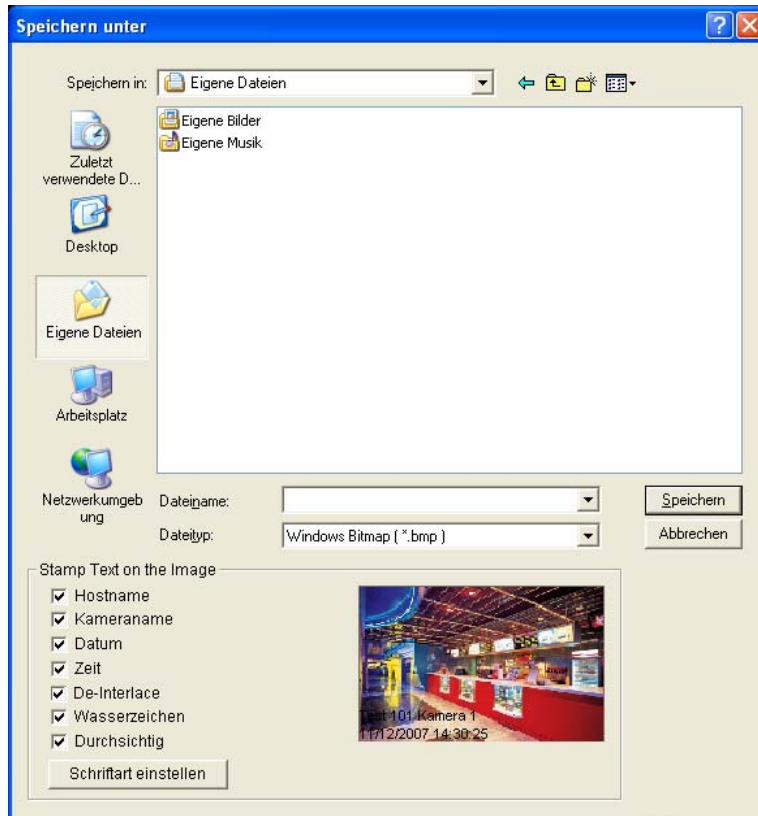 Speichern unter
Speichern in: Eigene Dateien
Eigene Bilder
Eigene Musik
Zuletzt
verwendete D...
Desktop
Eigene Dateien
Arbeitsplatz
Netzwerkumgeb
ung
Dateiname:
Speichern
Dateityp: Windows Bitmap ( *.bmp )
Abbrechen
Stamp Text on the Image
Hostname
Kameraname
Datum
Zeit
De-Interlace
Wasserzeichen
Durchsichtig
Schriftart einstellen
Test 101 Kamera 1
11/12/2007 14:30:25